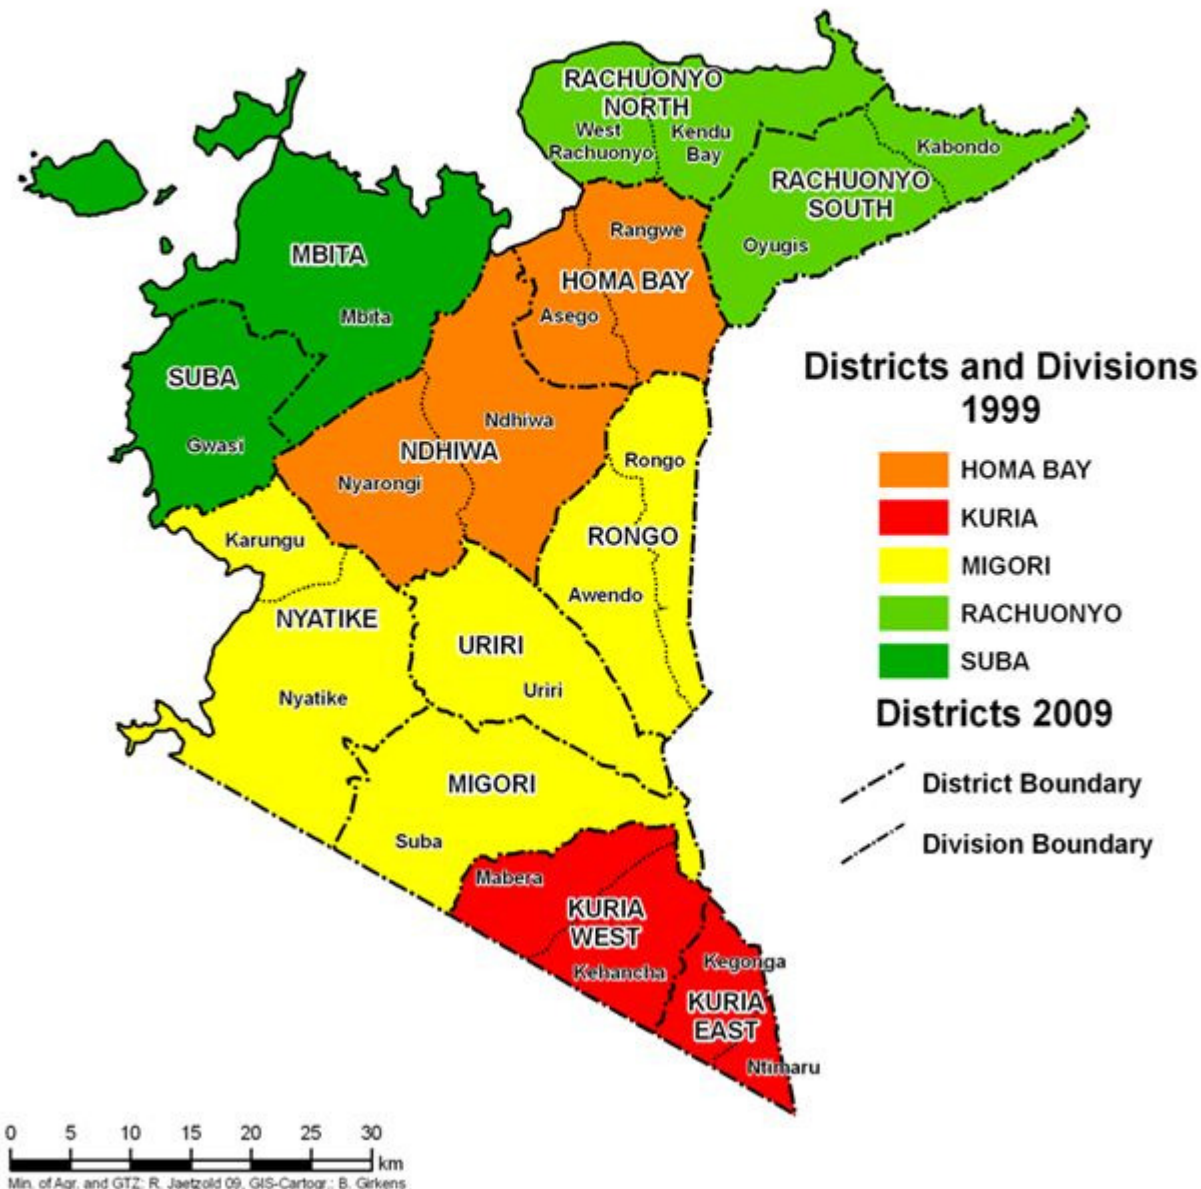 RACHUONYO
NORTH
West
Rachuonyo
Kendu
Bay
Kabondo
RACHUONYO
SOUTH
Oyugis
Rangwe
MBITA
HOMA BAY
Mbita
Asego
SUBA
Gwasi
Ndhiwa
NDHIWA
Nyarongi
Rongo
Karungu
RONGO
Awendo
NYATIKE
URIRI
Uriri
Nyatike
MIGORI
Suba
Mabera
KURIA
WEST
Kehancha
Kegonga
KURIA
EAST
Ntimaru
Districts and Divisions
1999
HOMA BAY
KURIA
MIGORI
RACHUONYO
SUBA
Districts 2009
District Boundary
Division Boundary
0 5 10 15 20 25 30
km
Min. of Agr. and GTZ; R. Jaetzold 09, GIS-Cartogr.: B. Girkens